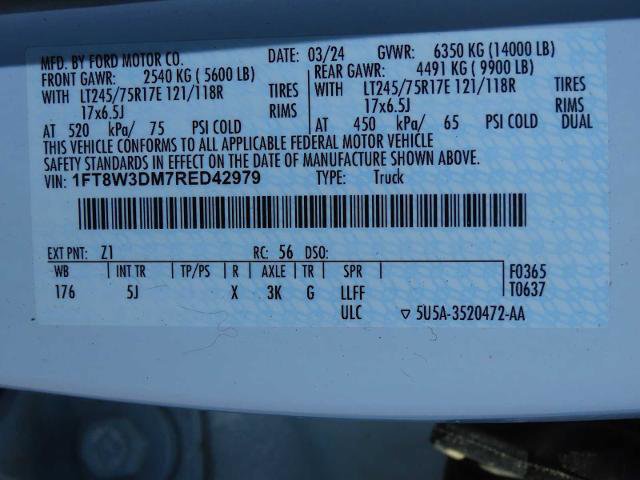 MFD. BY FORD MOTOR CO. DATE: 03/24 GVWR: 6350 KG (14000 LB)
FRONT GAWR: 2540 KG (5600 LB) REAR GAWR: 4491 KG (9900 LB)
WITH LT245/75R17E 121/118R TIRES WITH LT245/75R17E 121/118R TIRES
17x6.5J RIMS 17x6.5J RIMS
AT 520 kPa/ 75 PSI COLD AT 450 kPa/ 65 PSI COLD DUAL
THIS VEHICLE CONFORMS TO ALL APPLICABLE FEDERAL MOTOR VEHICLE
SAFETY STANDARDS IN EFFECT ON THE DATE OF MANUFACTURE SHOWN ABOVE.
VIN: 1FT8W3DM7RED42979 TYPE: Truck
EXT PNT: Z1 RC: 56 DSO:
WB INT TR TP/PS R AXLE TR SPR F0365
176 5J X 3K G LLFF T0637
ULC ▽ 5U5A-3520472-AA